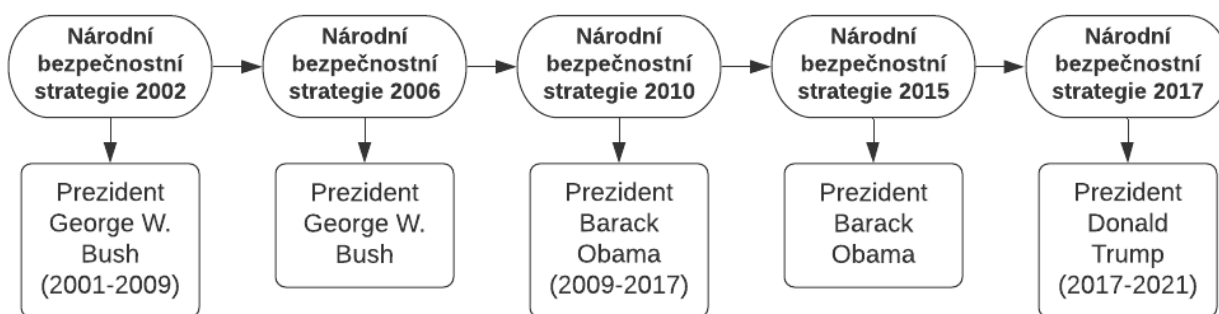 Národní
bezpečnostní
strategie 2002
Národní
bezpečnostní
strategie 2006
Národní
bezpečnostní
strategie 2010
Národní
bezpečnostní
strategie 2015
Národní
bezpečnostní
strategie 2017
Prezident
George W.
Bush
(2001-2009)
Prezident
George W.
Bush
Prezident
Barack
Obama
(2009-2017)
Prezident
Barack
Obama
Prezident
Donald
Trump
(2017-2021)